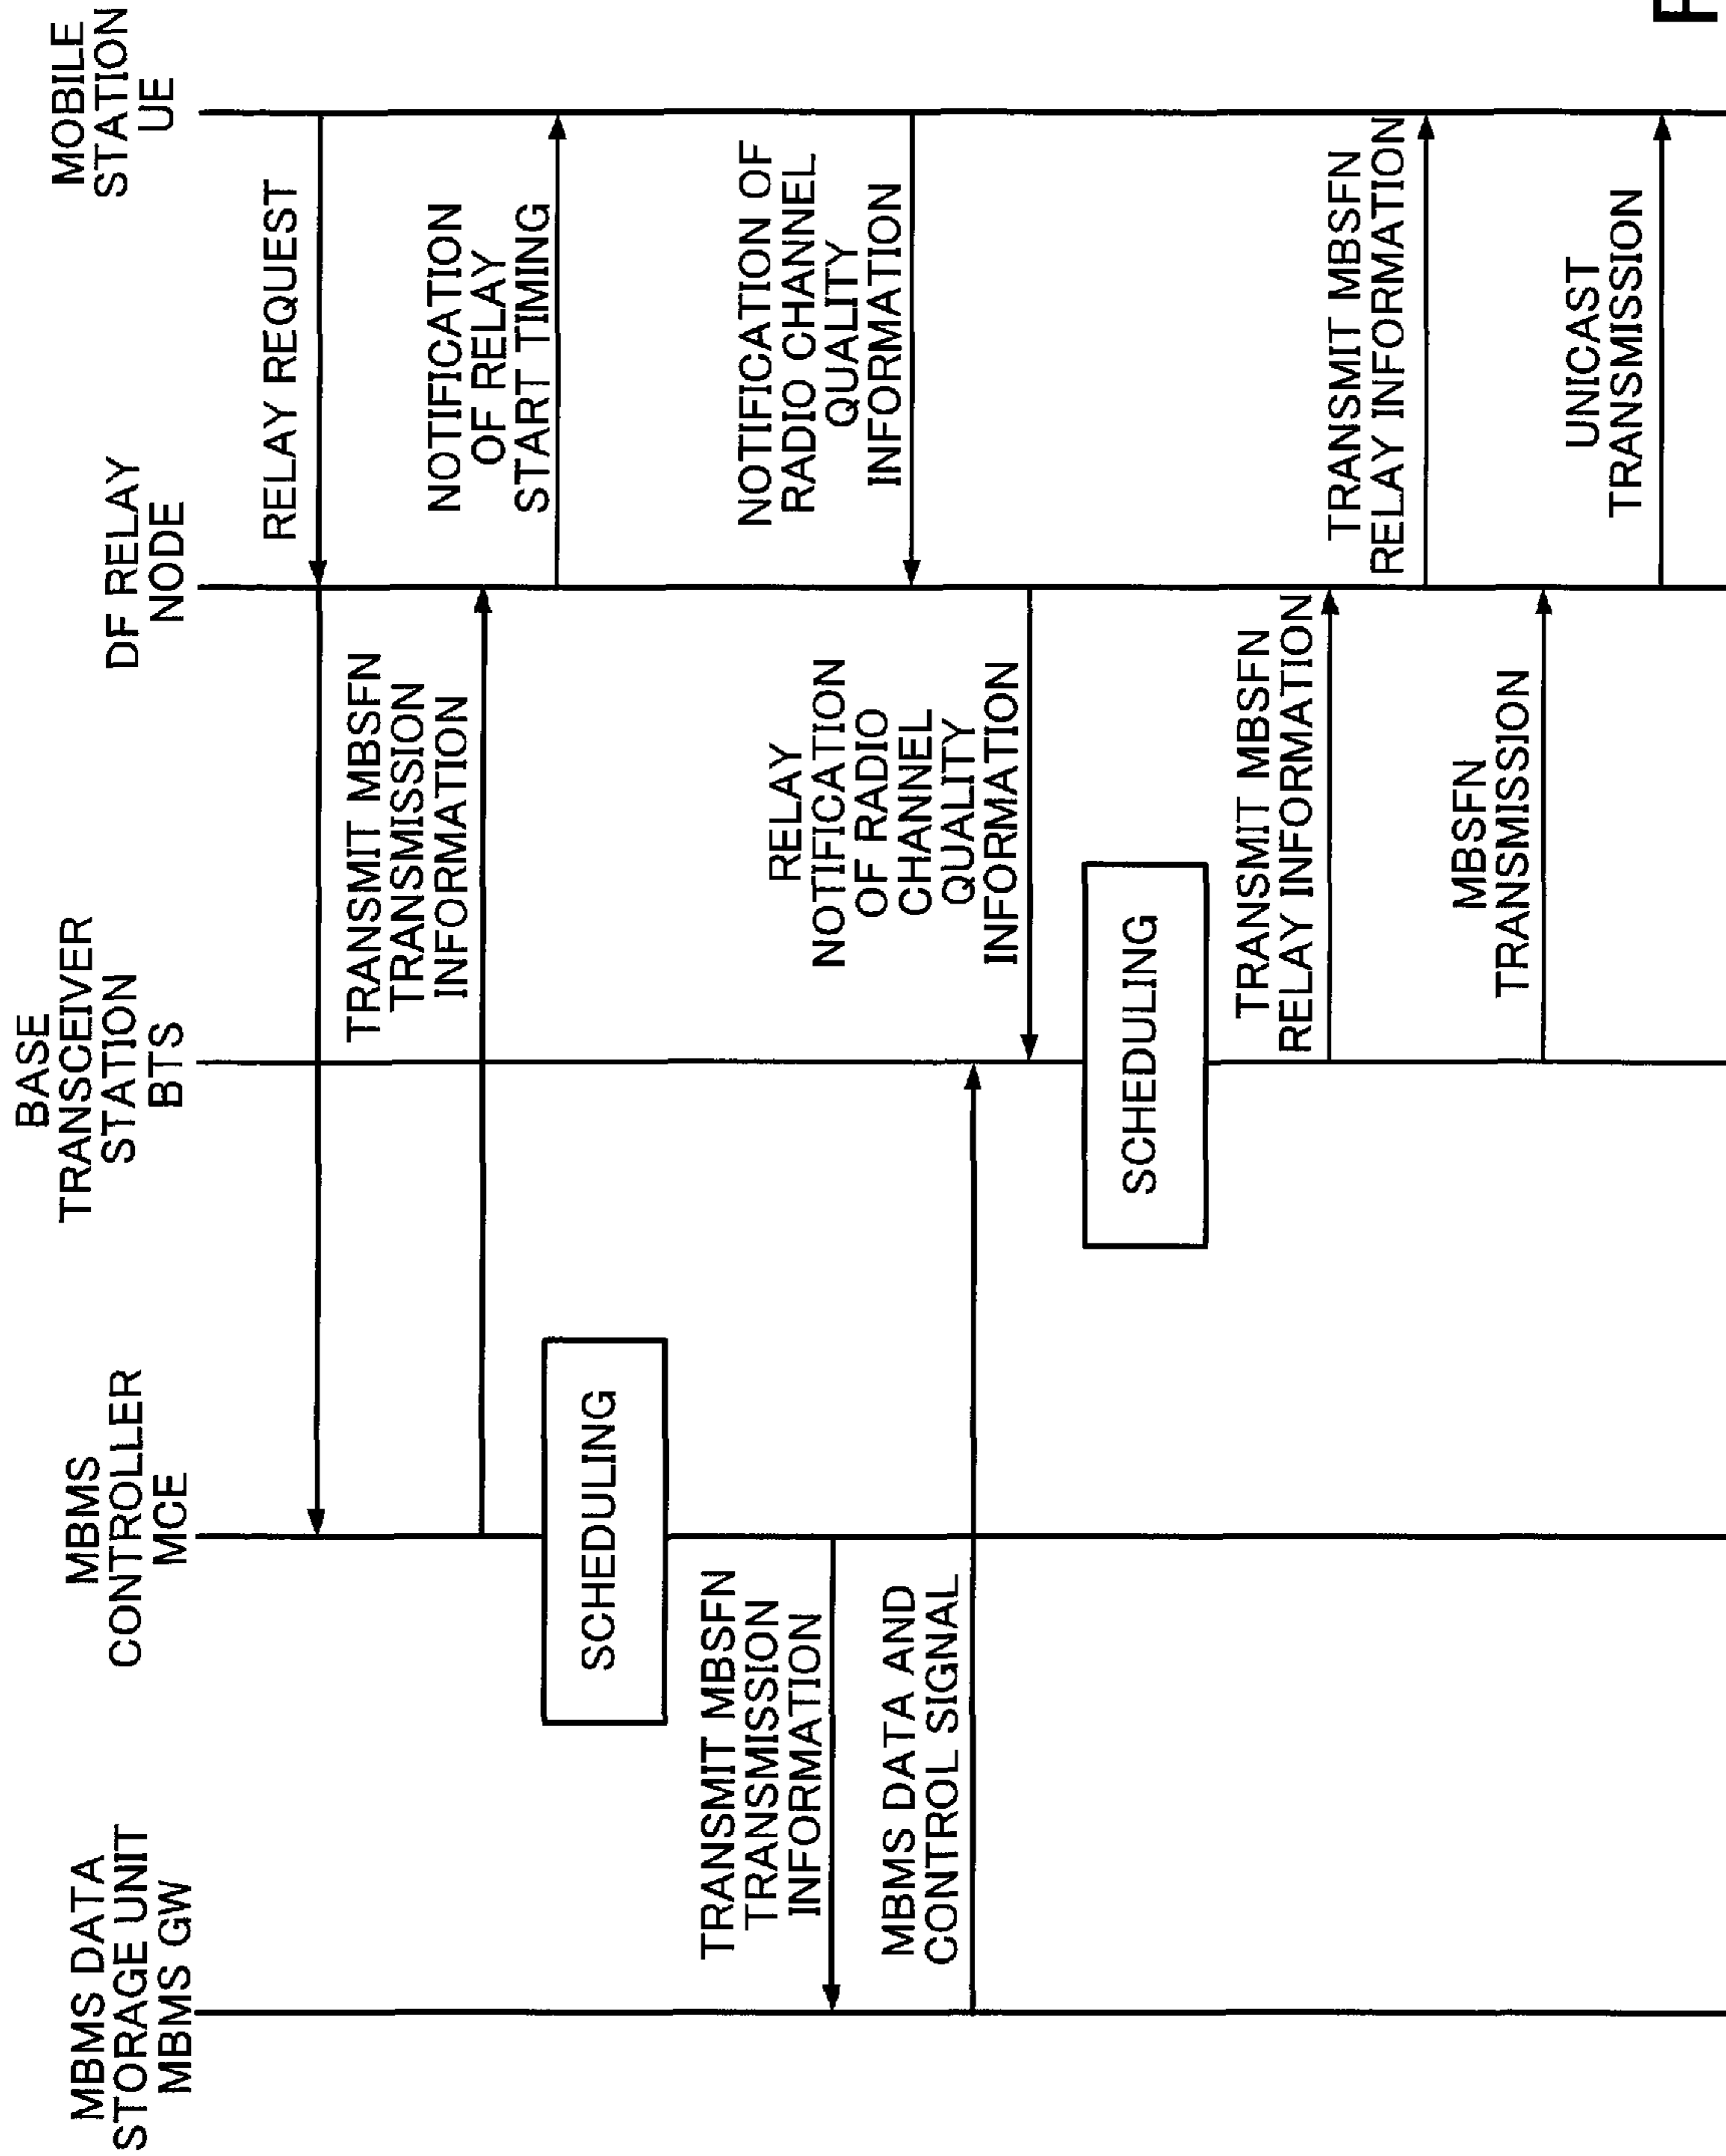 MBMS DATA
STORAGE UNIT
MBMS GW
MBMS
CONTROLLER
MCE
BASE
TRANSCEIVER
STATION
BTS
DF RELAY
NODE
MOBILE
STATION
UE
RELAY REQUEST
TRANSMIT MBSFN
TRANSMISSION
INFORMATION
NOTIFICATION
OF RELAY
START TIMING
SCHEDULING
TRANSMIT MBSFN
TRANSMISSION
INFORMATION
NOTIFICATION OF
RADIO CHANNEL
QUALITY
INFORMATION
MBMS DATA AND
CONTROL SIGNAL
RELAY
NOTIFICATION
OF RADIO
CHANNEL
QUALITY
INFORMATION
SCHEDULING
TRANSMIT MBSFN
RELAY INFORMATION
TRANSMIT MBSFN
RELAY INFORMATION
MBSFN
TRANSMISSION
UNICAST
TRANSMISSION